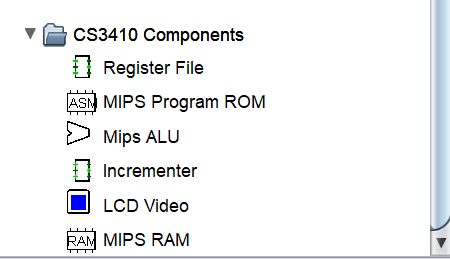 CS3410 Components
Register File
ASM MIPS Program ROM
Mips ALU
Incrementer
LCD Video
RAM MIPS RAM